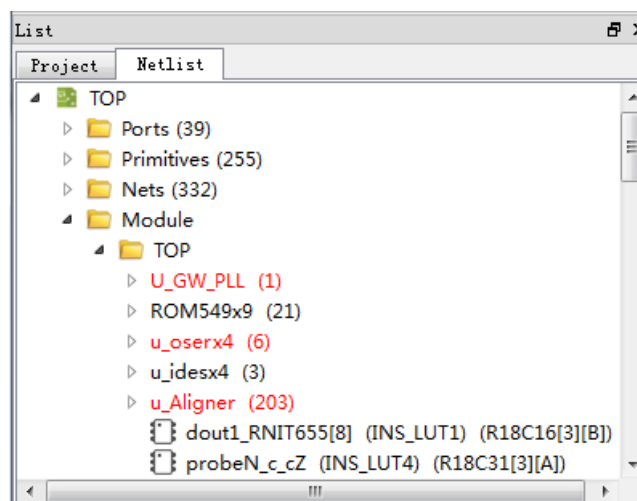 List
Project Netlist
TOP
Ports (39)
Primitives (255)
Nets (332)
Module
TOP
U_GW_PLL (1)
ROM549x9 (21)
u_oserx4 (6)
u_idesx4 (3)
u_Aligner (203)
dout1_RNIT655[8] (INS_LUT1) (R18C16[3][B])
probeN_c_cZ (INS_LUT4) (R18C31[3][A])